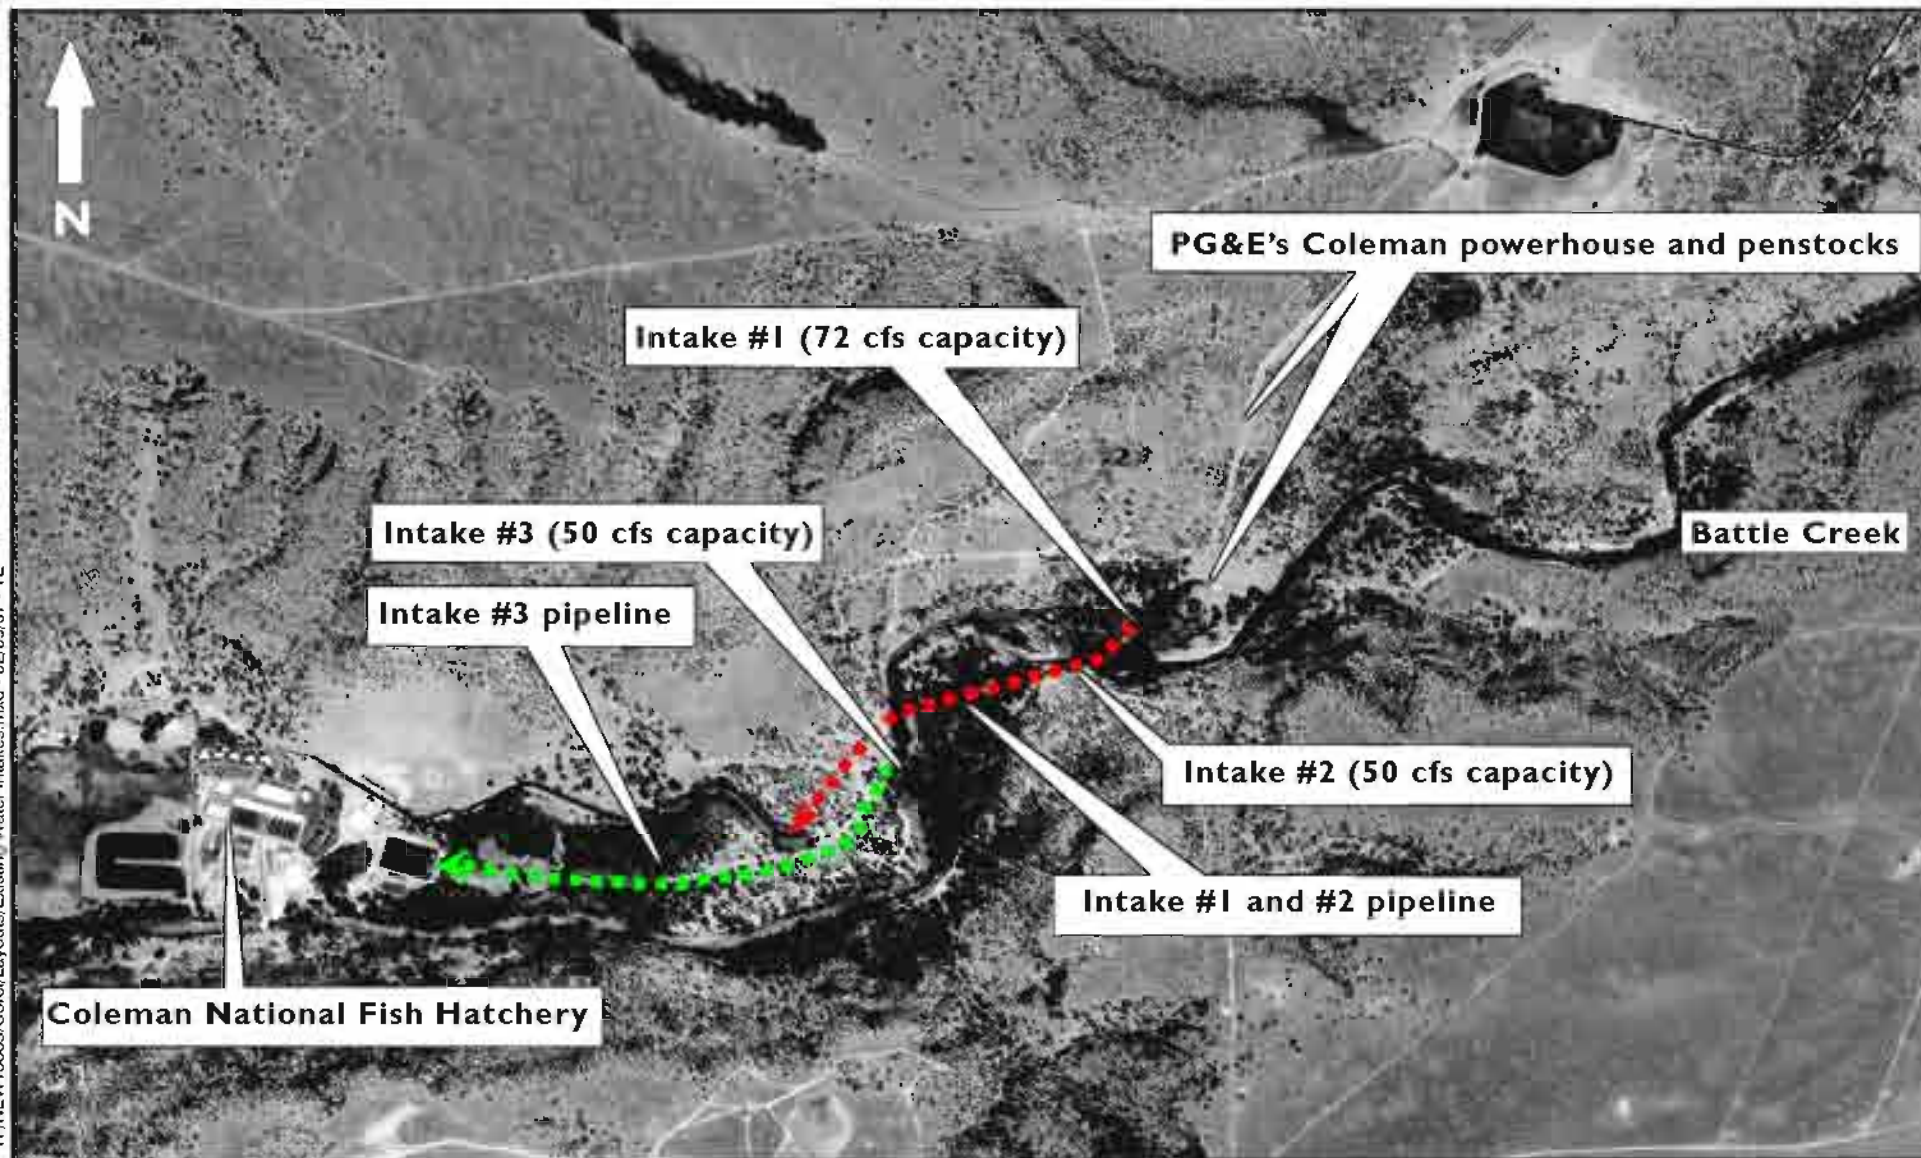 N
PG&E's Coleman powerhouse and penstocks
Intake #1 (72 cfs capacity)
Intake #3 (50 cfs capacity)
Battle Creek
Intake #3 pipeline
Intake #2 (50 cfs capacity)
Intake #1 and #2 pipeline
Coleman National Fish Hatchery